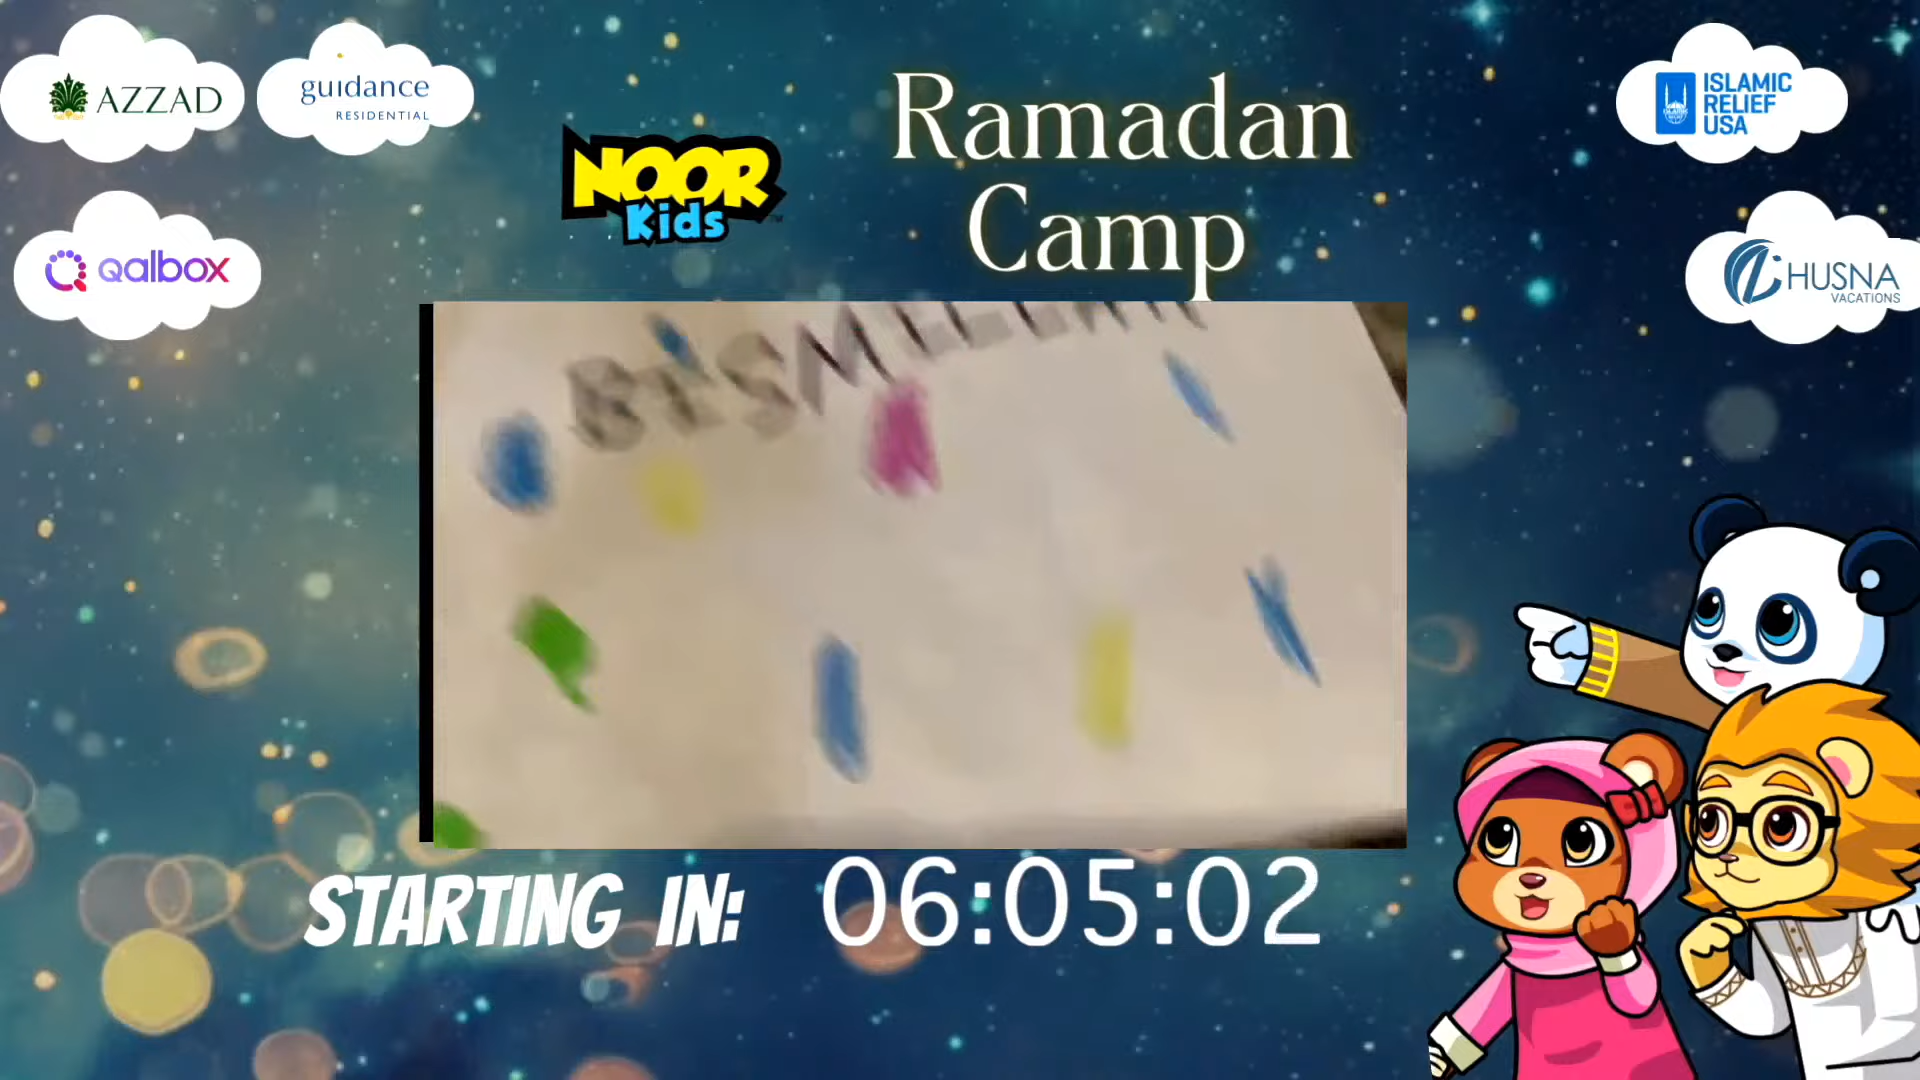 AZZAD
guidance
RESIDENTIAL
Qalbox
NOOR
Kids
Ramadan
Camp
ISLAMIC
RELIEF
USA
HUSNA
VACATIONS
STARTING IN: 06:05:02